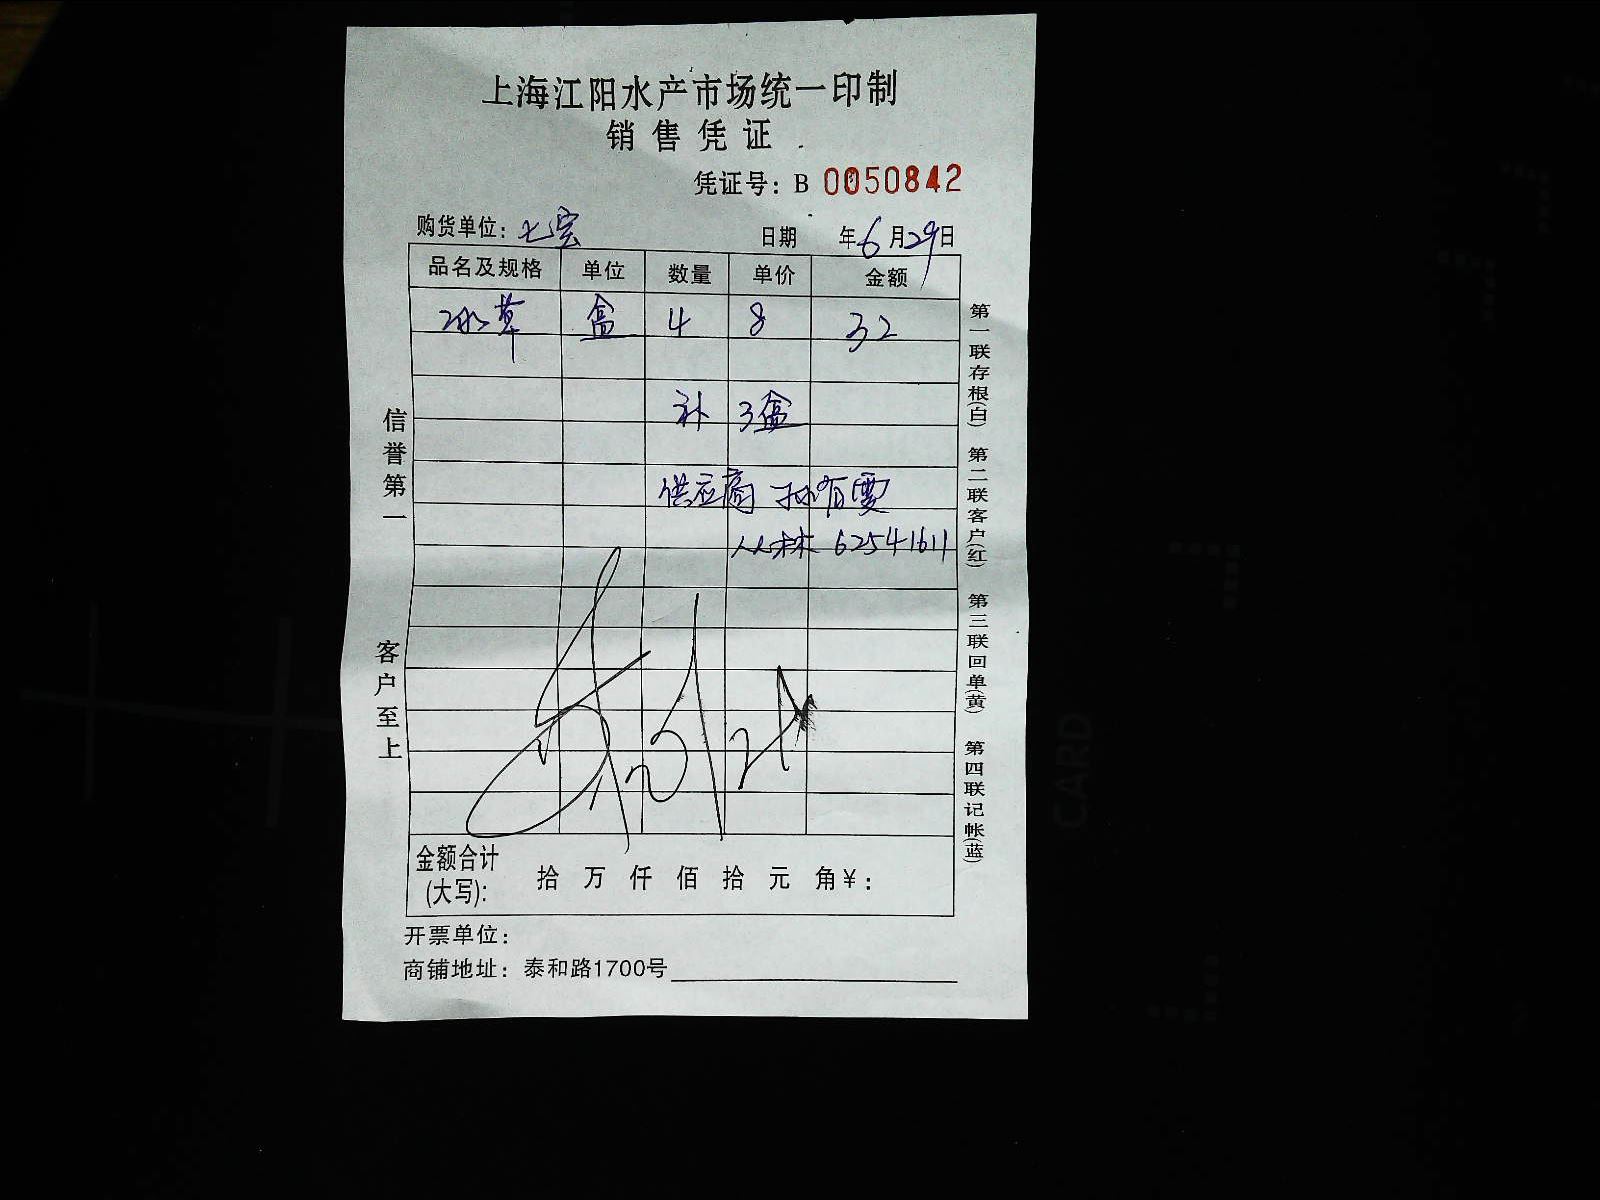 上海江阳水产市场统一印制
销售凭证
凭证号：B 0050842
购货单位：七宝
日期 年6月29日
品名及规格 单位 数量 单价 金额
冰草 盒 4 8 32
补 3盒
供应商
62541611
金额合计(大写)： 拾 万 仟 佰 拾 元 角 ¥：
开票单位：
商铺地址：泰和路1700号
信誉第一 客户至上
第一联存根(白) 第二联客户(红) 第三联回单(黄) 第四联记帐(蓝)
CARD